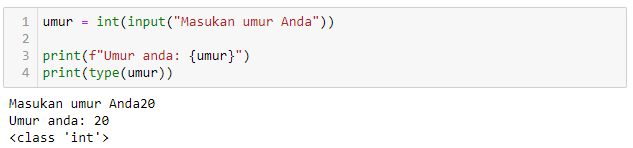 1 umur = int(input("Masukan umur Anda"))
2
3 print(f"Umur anda: {umur}")
4 print(type(umur))
Masukan umur Anda20
Umur anda: 20
<class 'int'>